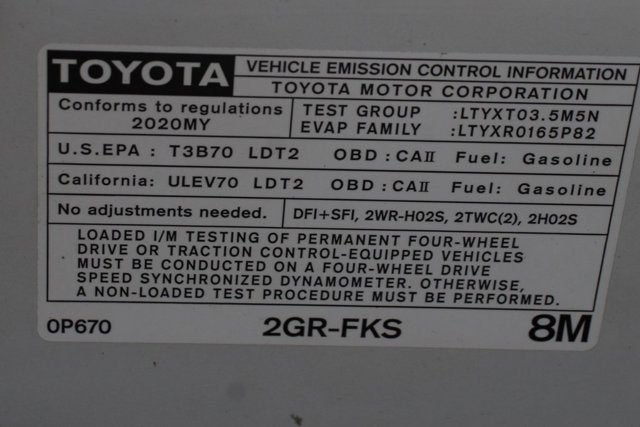 TOYOTA VEHICLE EMISSION CONTROL INFORMATION
TOYOTA MOTOR CORPORATION
Conforms to regulations
2020MY
TEST GROUP :LTYXT03.5M5N
EVAP FAMILY :LTYXR0165P82
U.S.EPA : T3B70 LDT2 OBD : CAII Fuel: Gasoline
California: ULEV70 LDT2 OBD : CAII Fuel: Gasoline
No adjustments needed. DFI+SFI, 2WR-HO2S, 2TWC(2), 2HO2S
LOADED I/M TESTING OF PERMANENT FOUR-WHEEL
DRIVE OR TRACTION CONTROL-EQUIPPED VEHICLES
MUST BE CONDUCTED ON A FOUR-WHEEL DRIVE
SPEED SYNCHRONIZED DYNAMOMETER. OTHERWISE,
A NON-LOADED TEST PROCEDURE MUST BE PERFORMED.
0P670 2GR-FKS 8M